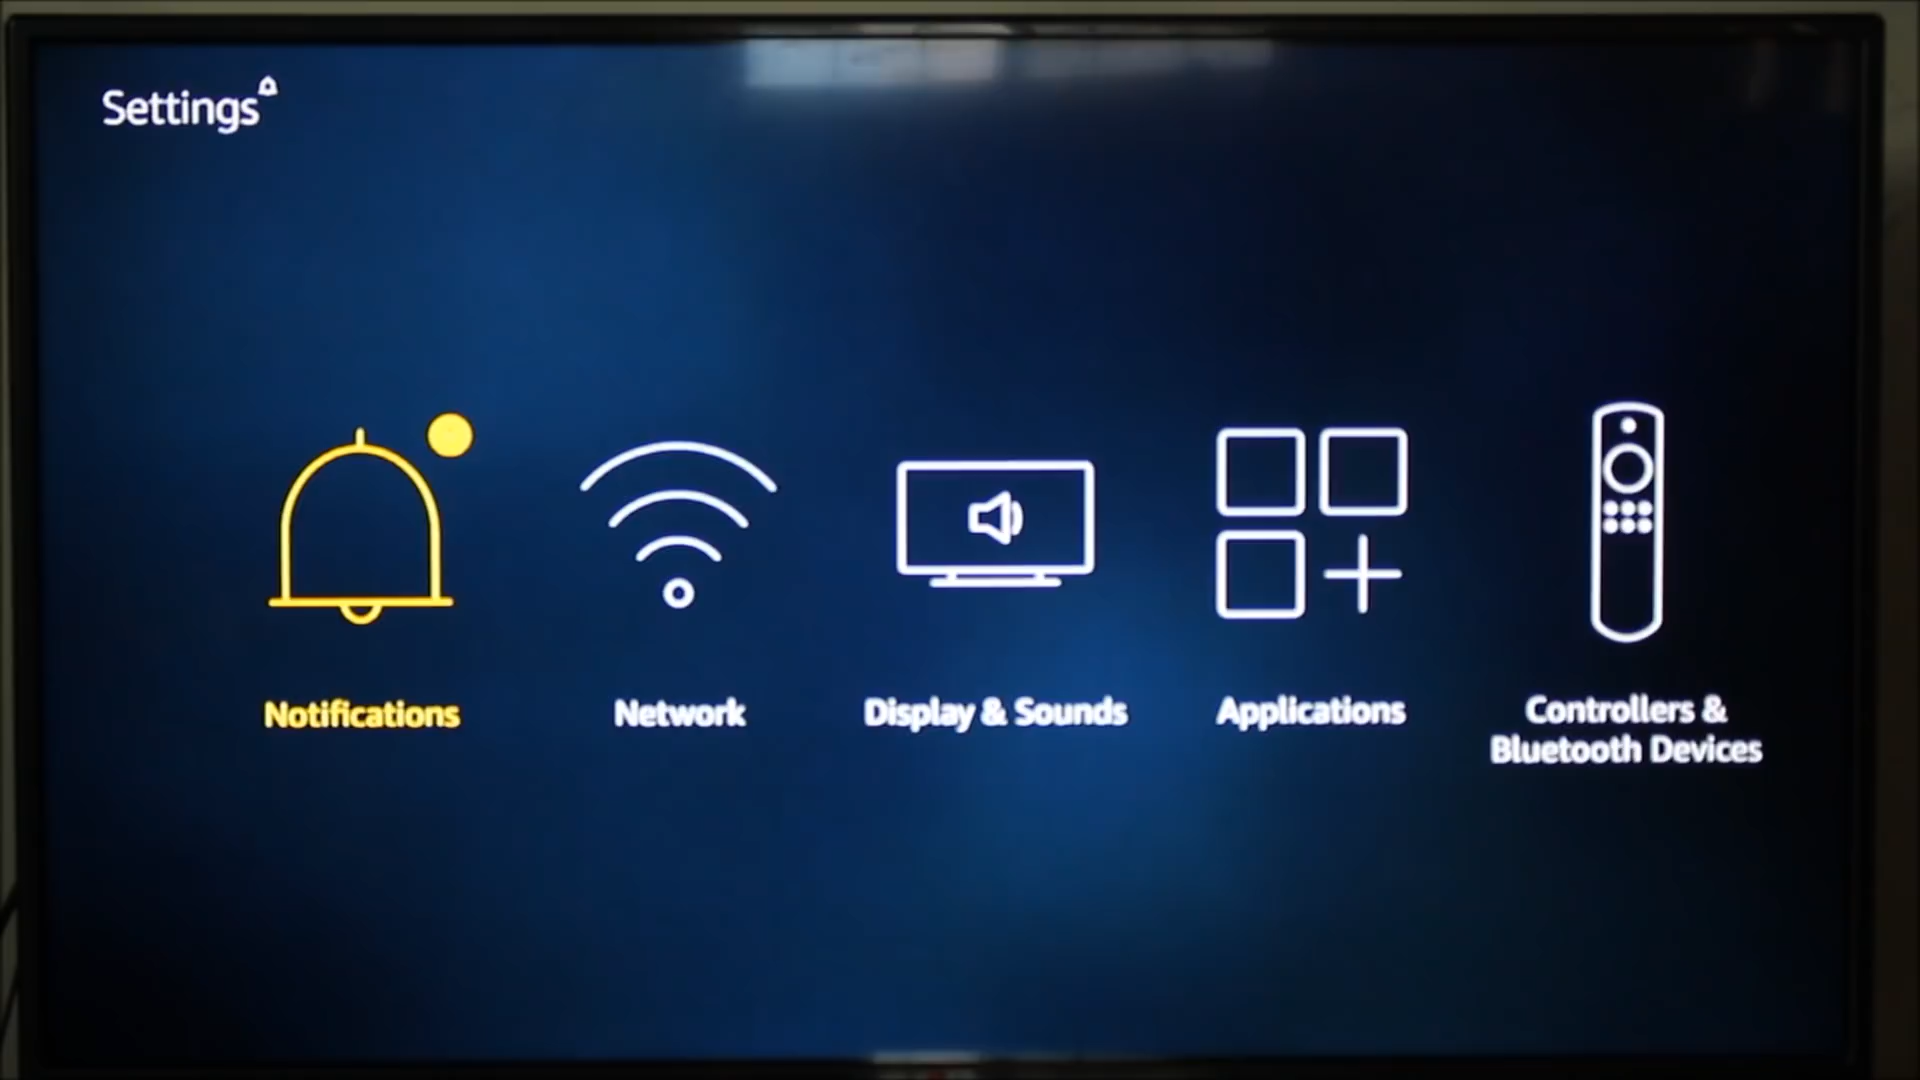 Settings
Notifications
Network
Display & Sounds
Applications
Controllers &
Bluetooth Devices